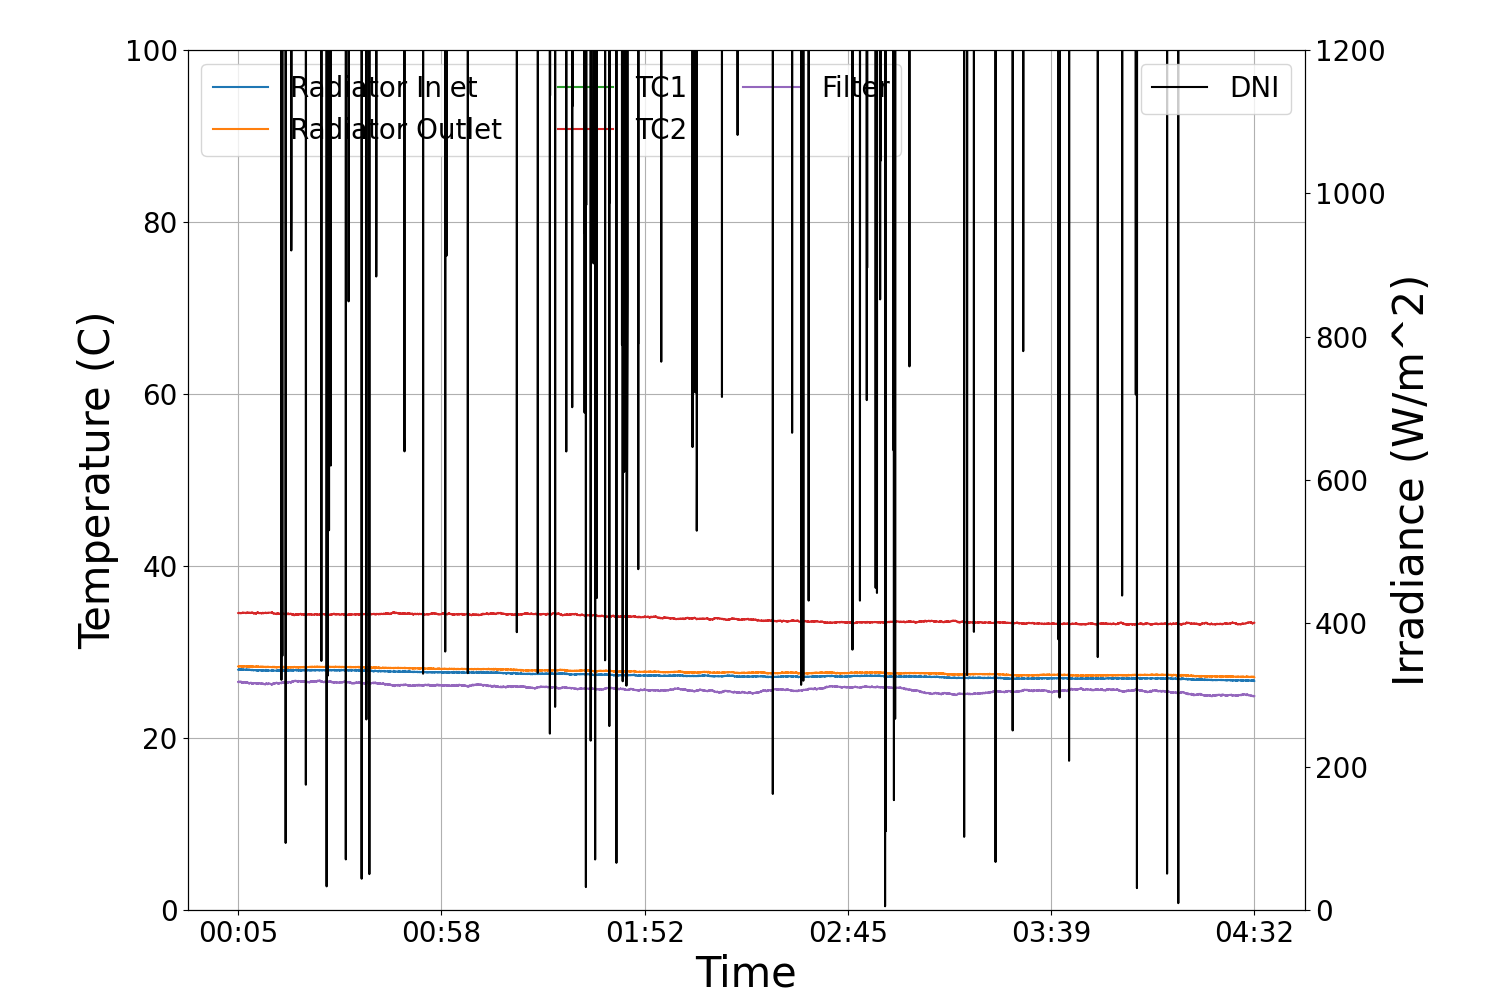 100
80
60
40
20
0
Temperature (C)
Radiator Inlet
Radiator Outlet
TC1
TC2
Filter
DNI
1200
1000
800
600
400
200
0
Irradiance (W/m^2)
00:05
00:58
01:52
02:45
03:39
04:32
Time